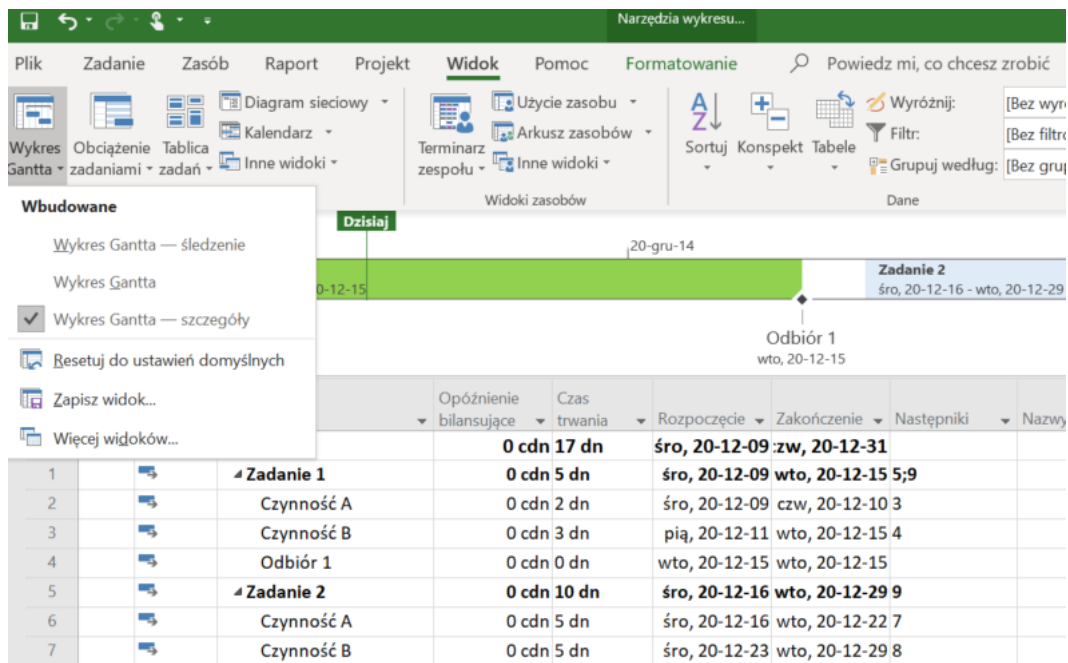 Narzędzia wykresu...
Plik Zadanie Zasób Raport Projekt Widok Pomoc Formatowanie Powiedz mi, co chcesz zrobić
Wykres Gantta
Obciążenie zadaniami
Tablica zadań
Diagram sieciowy
Kalendarz
Inne widoki
Terminarz zespołu
Użycie zasobu
Arkusz zasobów
Inne widoki
Widoki zasobów
Sortuj Konspekt Tabele
Wyróżnij: [Bez
Filtr: [Bez
Grupuj według: [Bez
Dane
Wbudowane
Wykres Gantta — śledzenie
Wykres Gantta
Wykres Gantta — szczegóły
Resetuj do ustawień domyślnych
Zapisz widok...
Więcej widoków...
Dzisiaj
20-gru-14
0-12-15
Zadanie 2
śro, 20-12-16 - wto, 20-12-29
Odbiór 1
wto, 20-12-15
Opóźnienie bilansujące Czas trwania Rozpoczęcie Zakończenie Następniki
0 cdn 17 dn śro, 20-12-09 czw, 20-12-31
1 Zadanie 1 0 cdn 5 dn śro, 20-12-09 wto, 20-12-15 5;9
2 Czynność A 0 cdn 2 dn śro, 20-12-09 czw, 20-12-10 3
3 Czynność B 0 cdn 3 dn pią, 20-12-11 wto, 20-12-15 4
4 Odbiór 1 0 cdn 0 dn wto, 20-12-15 wto, 20-12-15
5 Zadanie 2 0 cdn 10 dn śro, 20-12-16 wto, 20-12-29 9
6 Czynność A 0 cdn 5 dn śro, 20-12-16 wto, 20-12-22 7
7 Czynność B 0 cdn 5 dn śro, 20-12-23 wto, 20-12-29 8